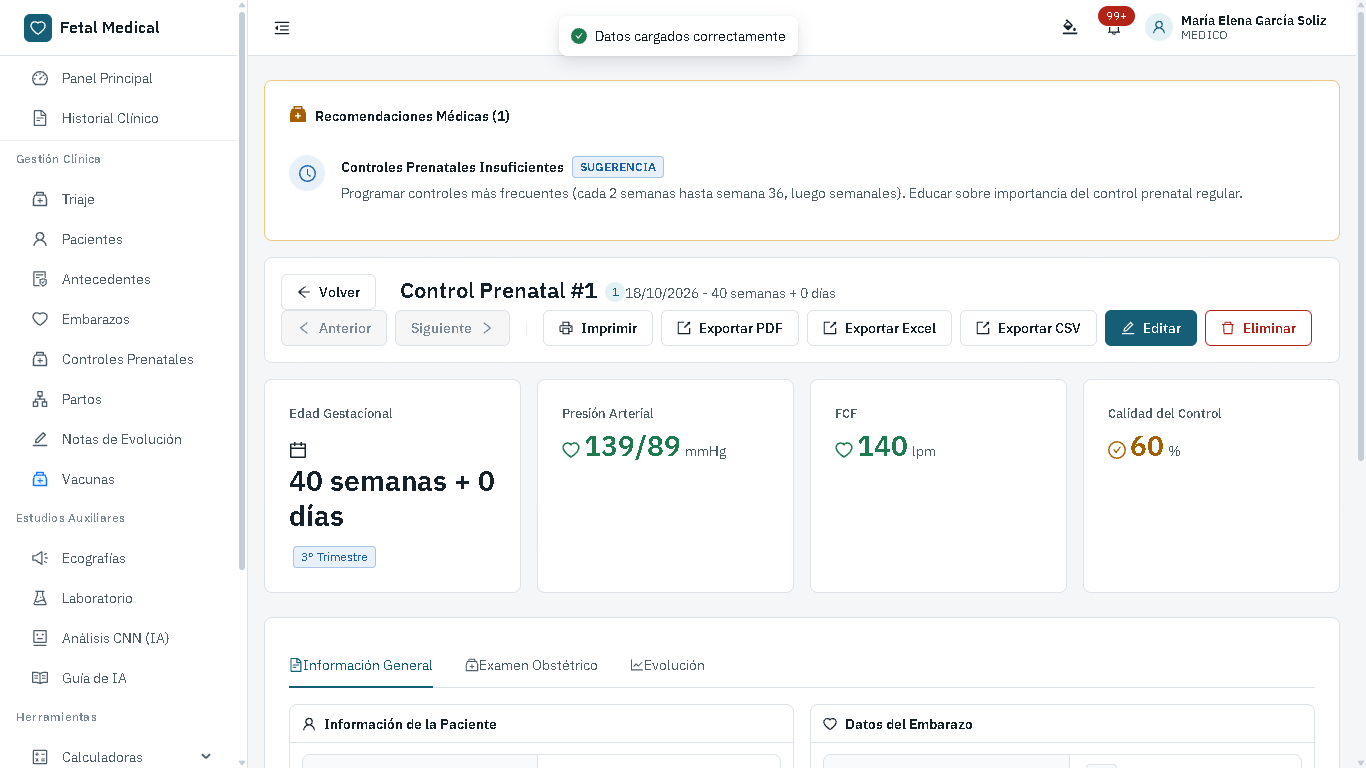 Fetal Medical
Datos cargados correctamente
99+
María Elena García Soliz
MEDICO
Panel Principal
Historial Clínico
Gestión Clínica
Triaje
Pacientes
Antecedentes
Embarazos
Controles Prenatales
Partos
Notas de Evolución
Vacunas
Estudios Auxiliares
Ecografías
Laboratorio
Análisis CNN (IA)
Guía de IA
Herramientas
Calculadoras
Recomendaciones Médicas (1)
Controles Prenatales Insuficientes SUGERENCIA
Programar controles más frecuentes (cada 2 semanas hasta semana 36, luego semanales). Educar sobre importancia del control prenatal regular.
Volver Control Prenatal #1 1 18/10/2026 - 40 semanas + 0 días
Anterior Siguiente Imprimir Exportar PDF Exportar Excel Exportar CSV Editar Eliminar
Edad Gestacional
40 semanas + 0
días
3° Trimestre
Presión Arterial
139/89 mmHg
FCF
140 lpm
Calidad del Control
60 %
Información General Examen Obstétrico Evolución
Información de la Paciente
Datos del Embarazo